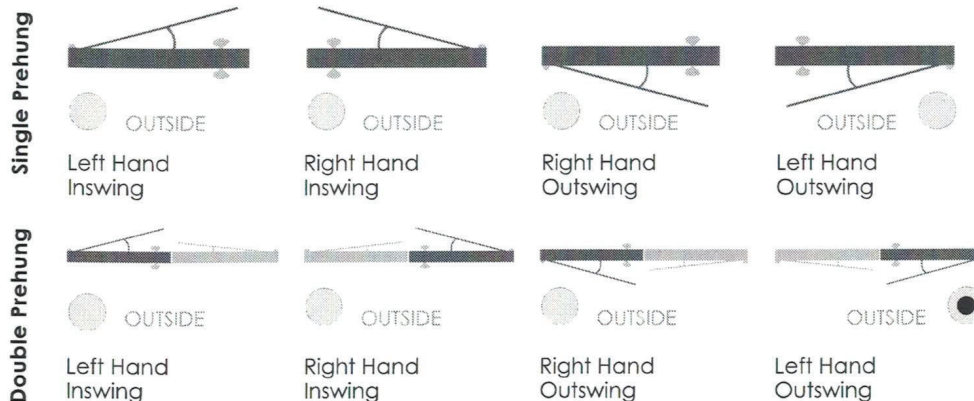 Single Prehung
OUTSIDE
OUTSIDE
OUTSIDE
OUTSIDE
Left Hand
Inswing
Right Hand
Inswing
Right Hand
Outswing
Left Hand
Outswing
Double Prehung
OUTSIDE
OUTSIDE
OUTSIDE
OUTSIDE
Left Hand
Inswing
Right Hand
Inswing
Right Hand
Outswing
Left Hand
Outswing